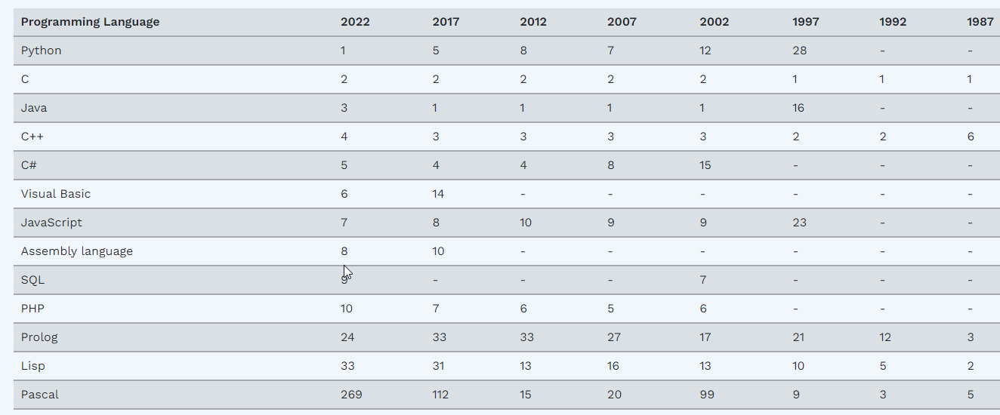 Programming Language 2022 2017 2012 2007 2002 1997 1992 1987
Python 1 5 8 7 12 28 - -
C 2 2 2 2 2 1 1 1
Java 3 1 1 1 1 16 - -
C++ 4 3 3 3 3 2 2 6
C# 5 4 4 8 15 - - -
Visual Basic 6 14 - - - - - -
JavaScript 7 8 10 9 9 23 - -
Assembly language 8 10 - - - - - -
SQL 9 - - - 7 - - -
PHP 10 7 6 5 6 - - -
Prolog 24 33 33 27 17 21 12 3
Lisp 33 31 13 16 13 10 5 2
Pascal 269 112 15 20 99 9 3 5